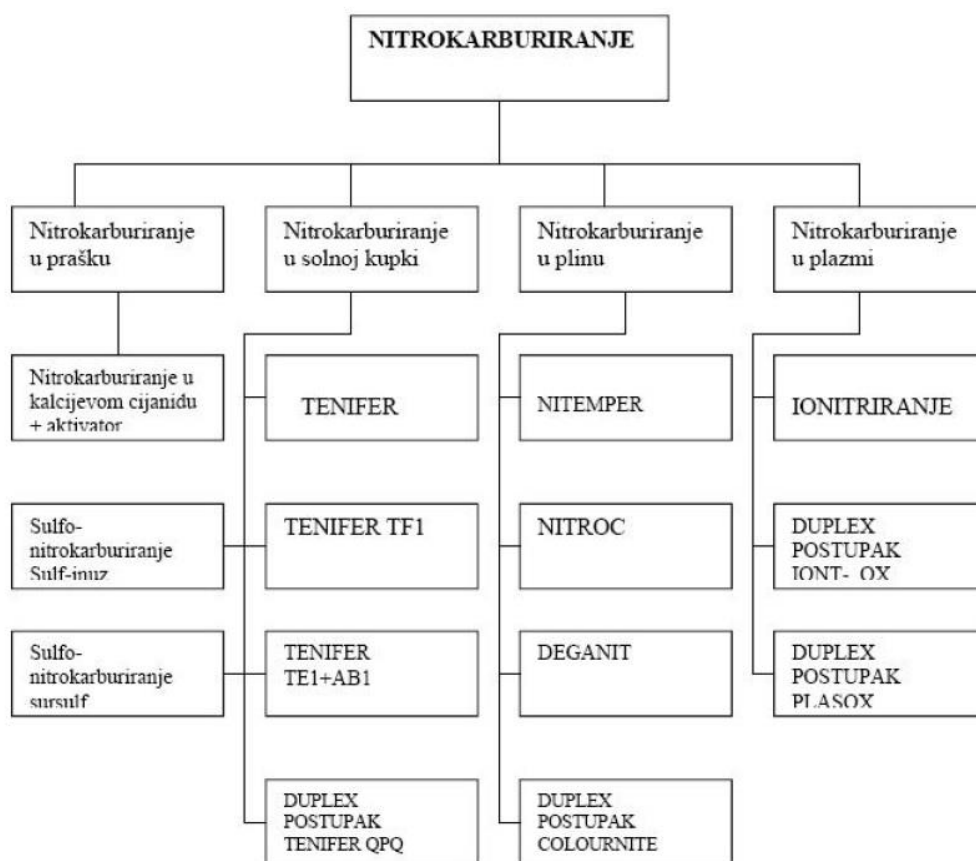 NITROKARBURIRANJE
Nitrokarburiranje
u prašku
Nitrokarburiranje
u solnoj kupki
Nitrokarburiranje
u plinu
Nitrokarburiranje
u plazmi
Nitrokarburiranje u
kalcijevom cijanidu
+ aktivator
TENIFER
NITEMPER
IONITRIRANJE
Sulfo-
nitrokarburiranje
Sulf-inuz
TENIFER TF1
NITROC
DUPLEX
POSTUPAK
IONT- OX
Sulfo-
nitrokarburiranje
sursulf
TENIFER
TE1+AB1
DEGANIT
DUPLEX
POSTUPAK
PLASOX
DUPLEX
POSTUPAK
TENIFER QPQ
DUPLEX
POSTUPAK
COLOURNITE